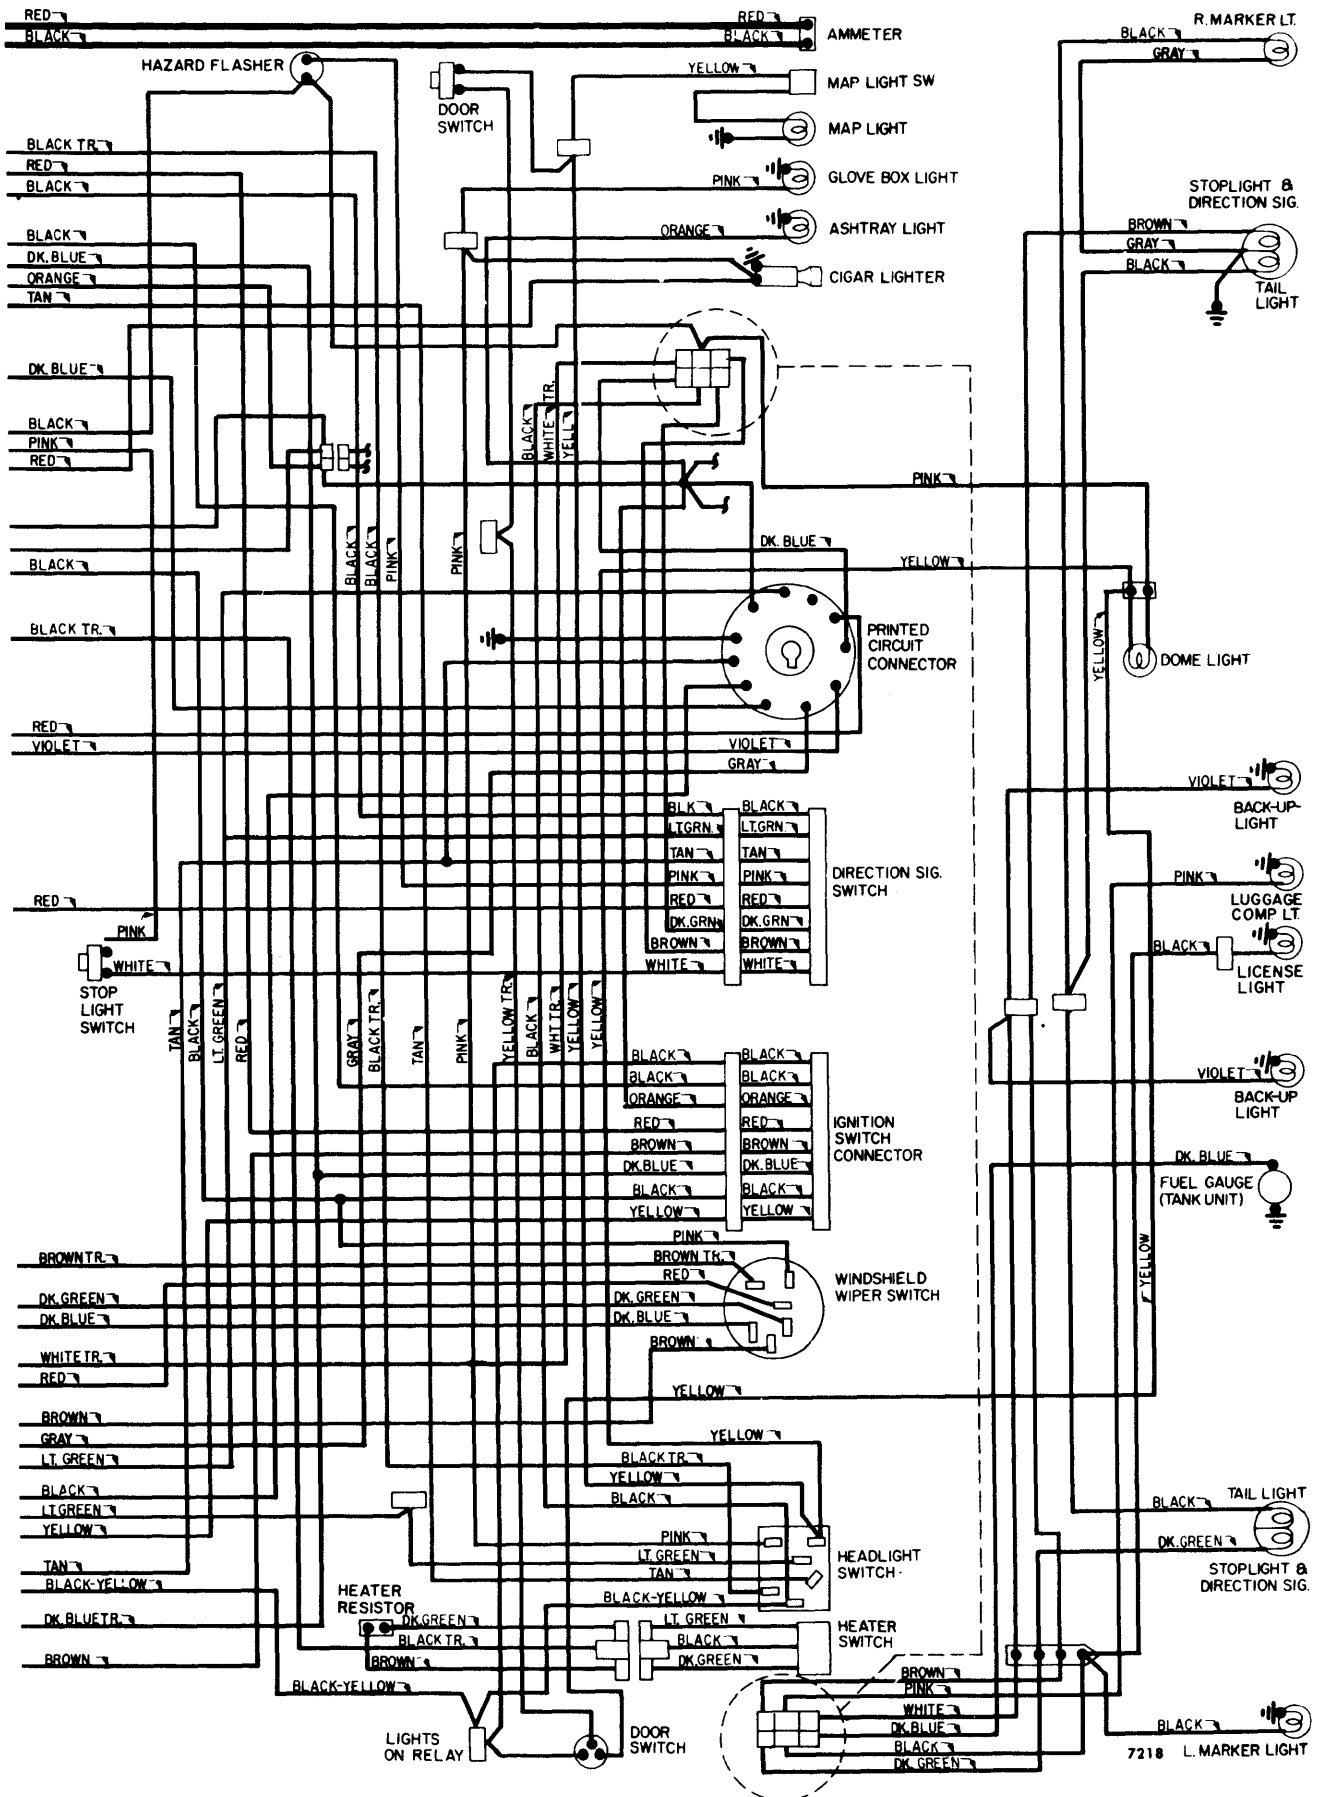 RED
BLACK
RED
BLACK
AMMETER
R. MARKER LT.
BLACK
GRAY
HAZARD FLASHER
DOOR
SWITCH
YELLOW
MAP LIGHT SW
MAP LIGHT
BLACK TR.
RED
BLACK
PINK
GLOVE BOX LIGHT
ORANGE
ASHTRAY LIGHT
CIGAR LIGHTER
STOPLIGHT &
DIRECTION SIG.
BROWN
GRAY
BLACK
TAIL
LIGHT
BLACK
DK. BLUE
ORANGE
TAN
DK. BLUE
BLACK
PINK
RED
BLACK
WHITE TR.
YELL
PINK
BLACK
BLACK
PINK
PINK
DK. BLUE
YELLOW
BLACK
BLACK TR.
PRINTED
CIRCUIT
CONNECTOR
YELLOW
DOME LIGHT
RED
VIOLET
VIOLET
GRAY
VIOLET
BACK-UP-
LIGHT
BLK BLACK
LT.GRN. LT.GRN.
TAN TAN
PINK PINK
RED RED
DK.GRN DK.GRN
BROWN BROWN
WHITE WHITE
DIRECTION SIG.
SWITCH
PINK
LUGGAGE
COMP LT.
BLACK
LICENSE
LIGHT
RED
PINK
WHITE
STOP
LIGHT
SWITCH
TAN
BLACK
LT. GREEN
RED
GRAY
BLACK TR.
TAN
PINK
YELLOW TR.
BLACK
WHT TR.
YELLOW
YELLOW
BLACK BLACK
BLACK BLACK
ORANGE ORANGE
RED RED
BROWN BROWN
DK.BLUE DK.BLUE
BLACK BLACK
YELLOW YELLOW
IGNITION
SWITCH
CONNECTOR
VIOLET
BACK-UP
LIGHT
DK. BLUE
FUEL GAUGE
(TANK UNIT)
YELLOW
BROWN TR.
DK. GREEN
DK. BLUE
WHITE TR.
RED
BROWN
GRAY
LT. GREEN
BLACK
LT.GREEN
YELLOW
TAN
BLACK-YELLOW
DK. BLUE TR.
BROWN
PINK
BROWN TR.
RED
DK. GREEN
DK. BLUE
BROWN
WINDSHIELD
WIPER SWITCH
YELLOW
YELLOW
BLACK TR.
YELLOW
BLACK
PINK
LT. GREEN
TAN
BLACK-YELLOW
HEADLIGHT
SWITCH
BLACK
TAIL LIGHT
DK. GREEN
STOPLIGHT &
DIRECTION SIG.
HEATER
RESISTOR
DK.GREEN
BLACK TR.
BROWN
LT. GREEN
BLACK
DK.GREEN
HEATER
SWITCH
BLACK-YELLOW
LIGHTS
ON RELAY
DOOR
SWITCH
BROWN
PINK
WHITE
DK.BLUE
BLACK
DK. GREEN
BLACK
7218
L. MARKER LIGHT